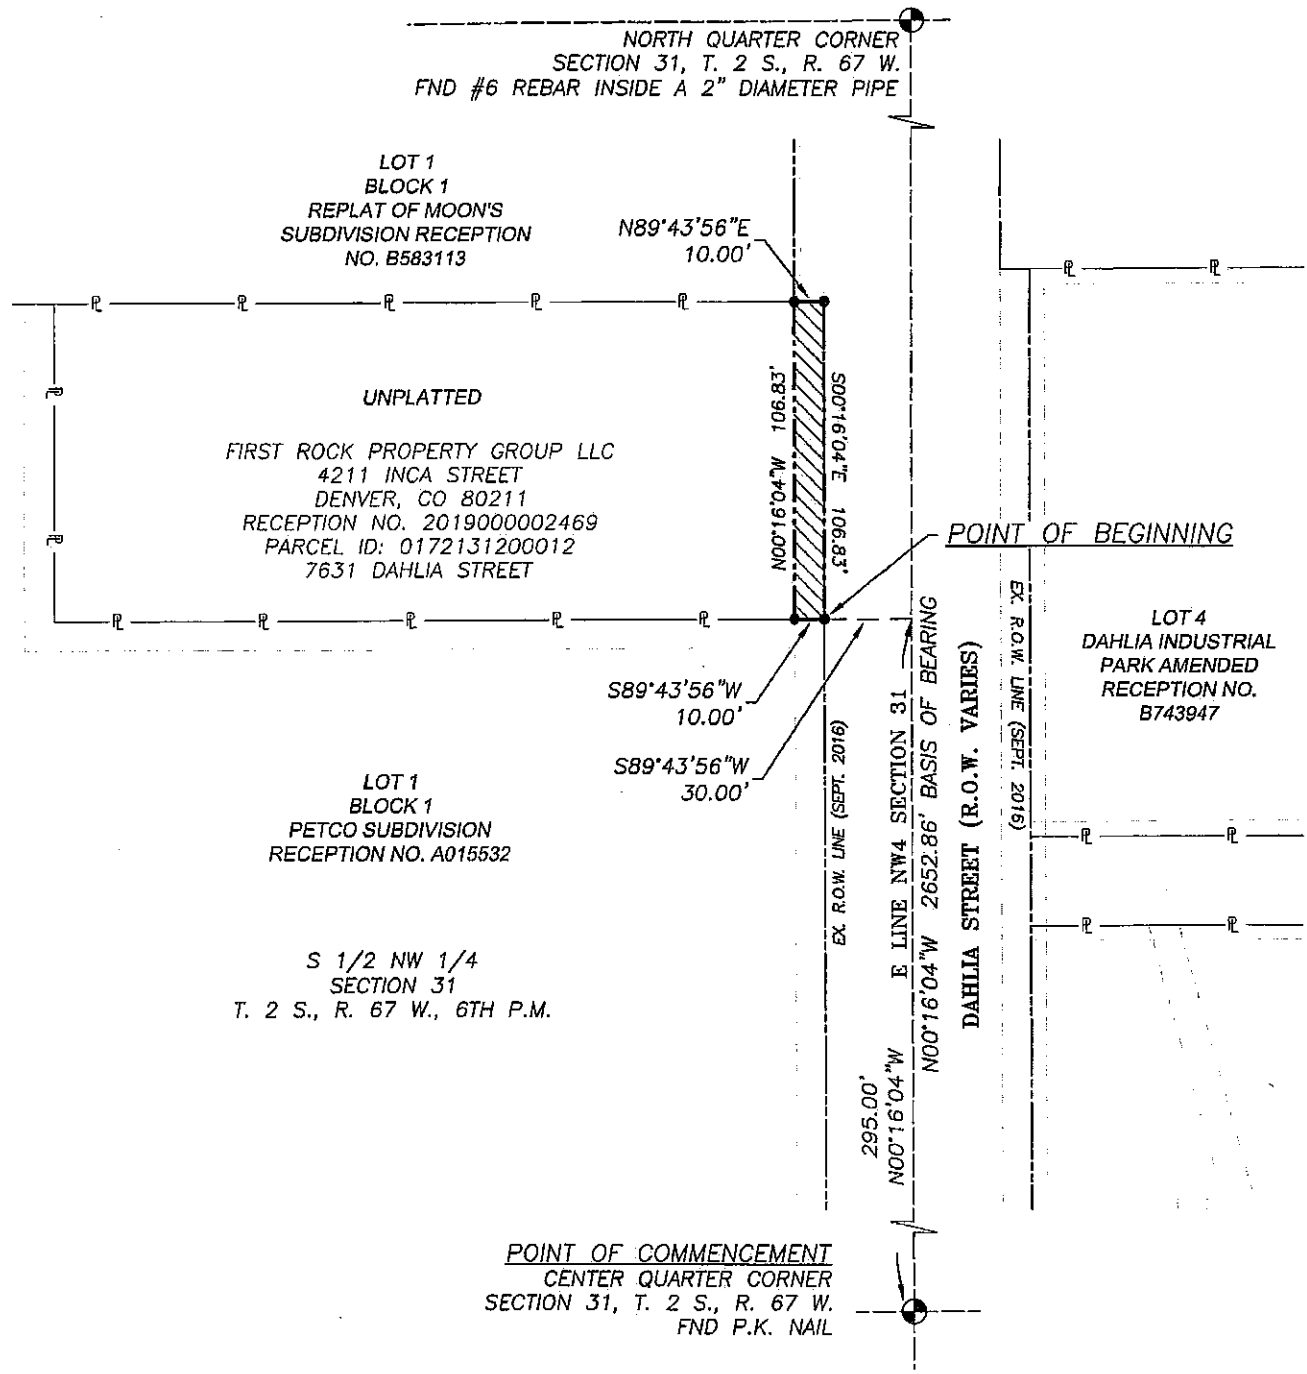 NORTH QUARTER CORNER
SECTION 31, T. 2 S., R. 67 W.
FND #6 REBAR INSIDE A 2" DIAMETER PIPE
LOT 1
BLOCK 1
REPLAT OF MOON'S
SUBDIVISION RECEPTION
NO. B583113
N89°43'56"E
10.00'
UNPLATTED
FIRST ROCK PROPERTY GROUP LLC
4211 INCA STREET
DENVER, CO 80211
RECEPTION NO. 2019000002469
PARCEL ID: 0172131200012
7631 DAHLIA STREET
N00°16'04"W 106.83'
S00°16'04"E 106.83'
POINT OF BEGINNING
S89°43'56"W
10.00'
S89°43'56"W
30.00'
EX. R.O.W. LINE (SEPT. 2016)
E LINE NW4 SECTION 31
N00°16'04"W 2652.86' BASIS OF BEARING
DAHLIA STREET (R.O.W. VARIES)
EX. R.O.W. LINE (SEPT. 2016)
LOT 4
DAHLIA INDUSTRIAL
PARK AMENDED
RECEPTION NO.
B743947
LOT 1
BLOCK 1
PETCO SUBDIVISION
RECEPTION NO. A015532
S 1/2 NW 1/4
SECTION 31
T. 2 S., R. 67 W., 6TH P.M.
295.00'
N00°16'04"W
POINT OF COMMENCEMENT
CENTER QUARTER CORNER
SECTION 31, T. 2 S., R. 67 W.
FND P.K. NAIL